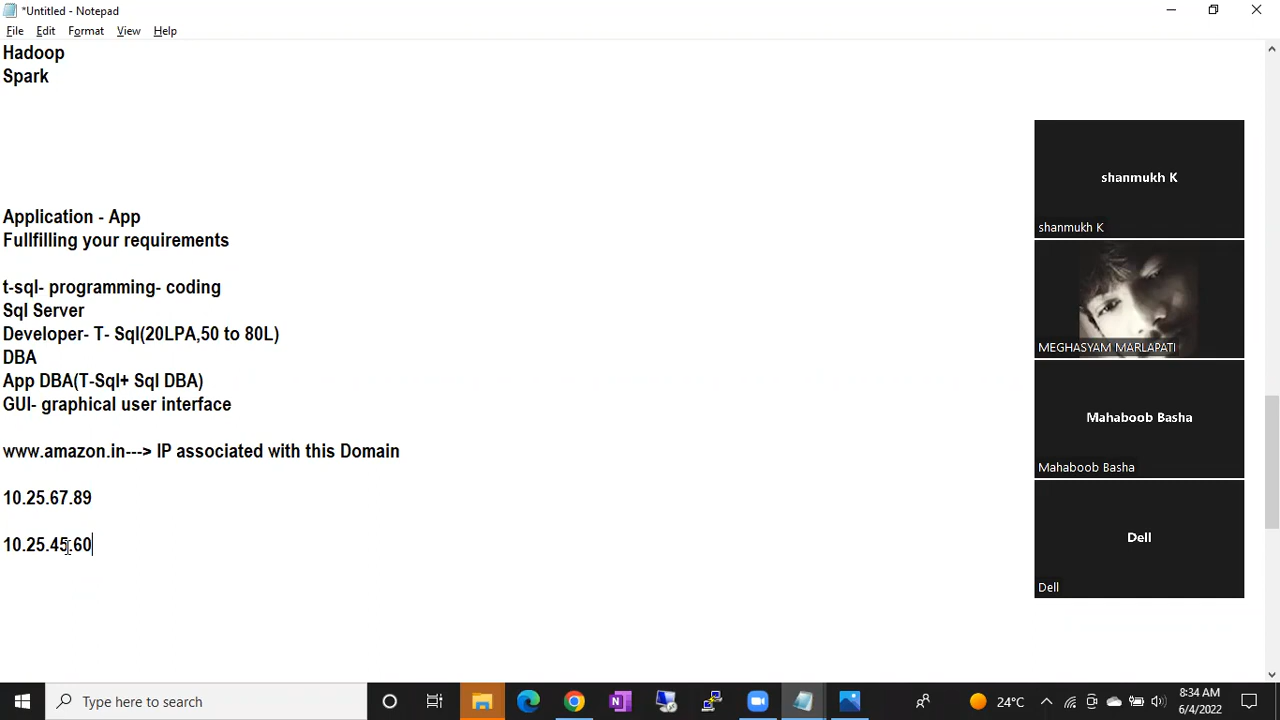 *Untitled - Notepad
File Edit Format View Help
Hadoop
Spark
Application - App
Fullfilling your requirements
t-sql- programming- coding
Sql Server
Developer- T- Sql(20LPA,50 to 80L)
DBA
App DBA(T-Sql+ Sql DBA)
GUI- graphical user interface
www.amazon.in---> IP associated with this Domain
10.25.67.89
10.25.45.60
shanmukh K
shanmukh K
MEGHASYAM MARLAPATI
Mahaboob Basha
Mahaboob Basha
Dell
Dell
Type here to search
24°C
8:34 AM
6/4/2022